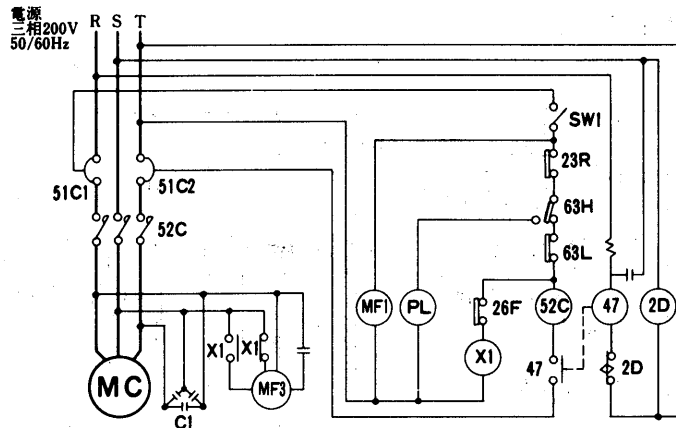 電源
三相200V
50/60Hz
R S T
SW1
23R
51C1
51C2
63H
52C
63L
MF1
PL
26F
52C
47
2D
X1
X1
X1
47
2D
MF3
MC
C1